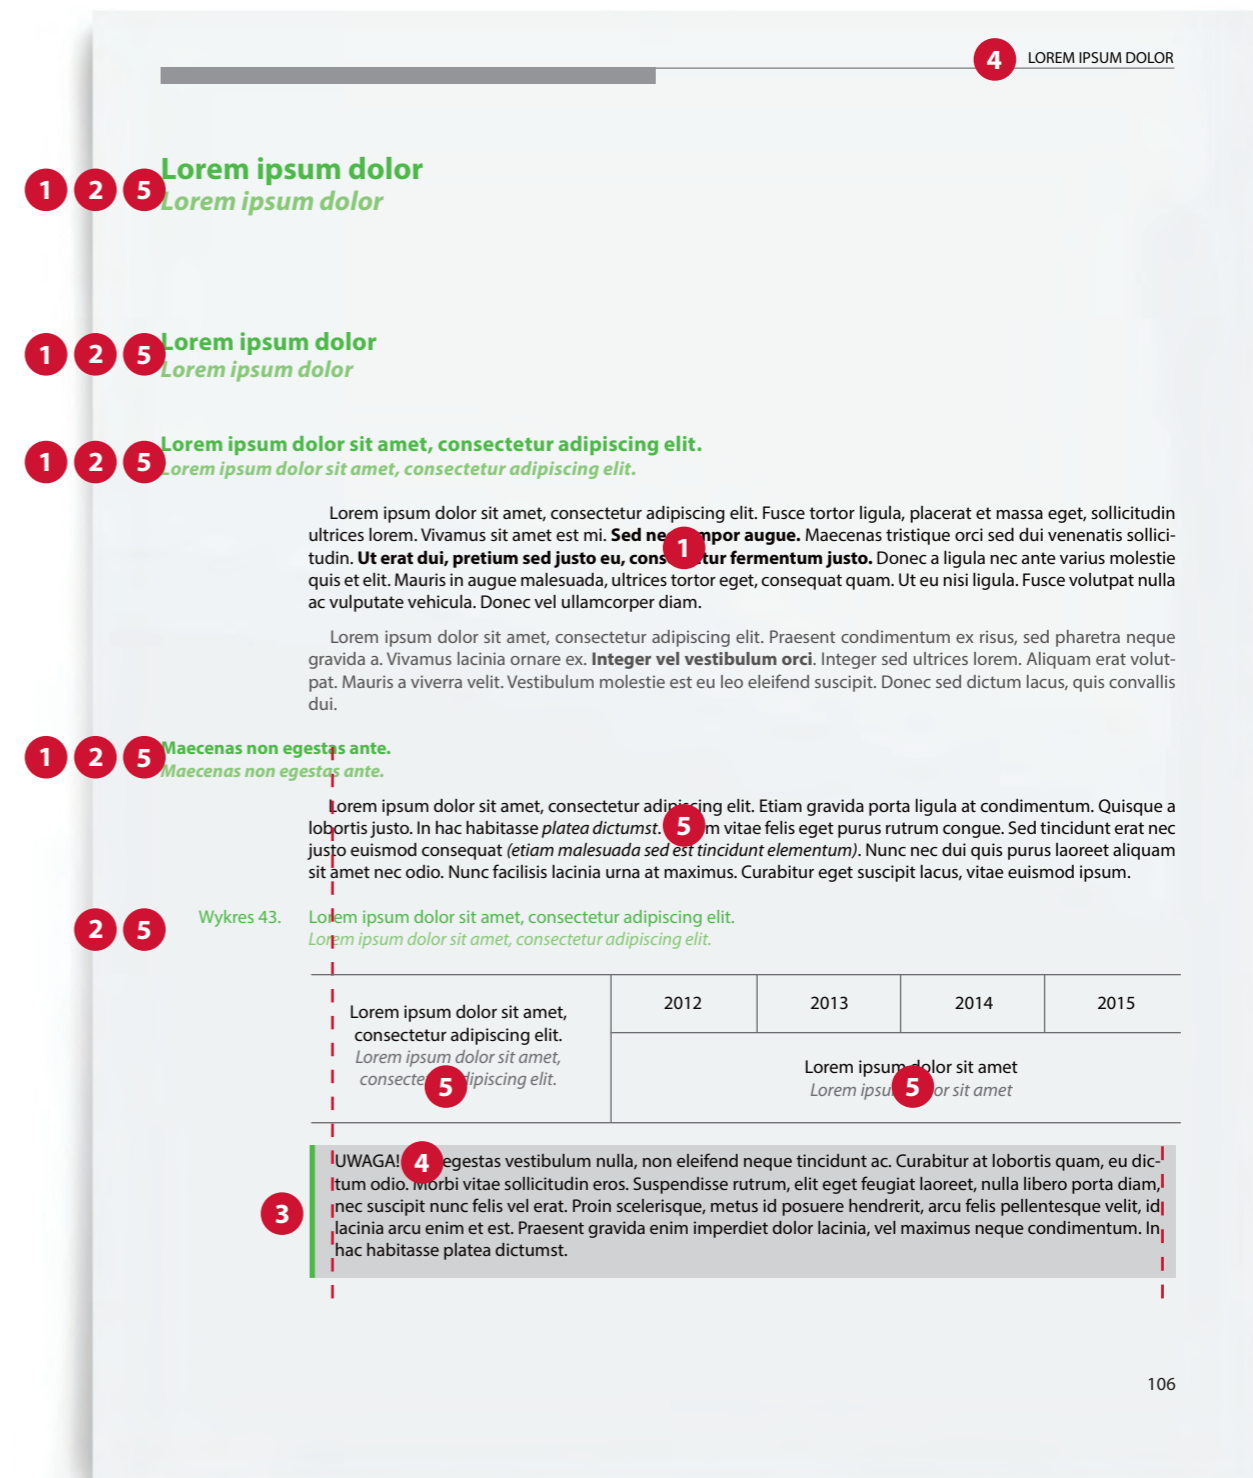 4 LOREM IPSUM DOLOR
Lorem ipsum dolor
1 2 5 Lorem ipsum dolor
Lorem ipsum dolor
1 2 5 Lorem ipsum dolor
Lorem ipsum dolor sit amet, consectetur adipiscing elit.
1 2 5 Lorem ipsum dolor sit amet, consectetur adipiscing elit.
Lorem ipsum dolor sit amet, consectetur adipiscing elit. Fusce tortor ligula, placerat et massa eget, sollicitudin
ultrices lorem. Vivamus sit amet est mi. Sed 1 augue. Maecenas tristique orci sed dui venenatis sollici-
tudin. Ut erat dui, pretium sed justo eu, fermentum justo. Donec a ligula nec ante varius molestie
quis et elit. Mauris in augue malesuada, ultrices tortor eget, consequat quam. Ut eu nisi ligula. Fusce volutpat nulla
ac vulputate vehicula. Donec vel ullamcorper diam.
Lorem ipsum dolor sit amet, consectetur adipiscing elit. Praesent condimentum ex risus, sed pharetra neque
gravida a. Vivamus lacinia ornare ex. Integer vel vestibulum orci. Integer sed ultrices lorem. Aliquam erat volut-
pat. Mauris a viverra velit. Vestibulum molestie est eu leo eleifend suscipit. Donec sed dictum lacus, quis convallis
dui.
Maecenas non egestas ante.
1 2 5 Maecenas non egestas ante.
Lorem ipsum dolor sit amet, consectetur adipiscing elit. Etiam gravida porta ligula at condimentum. Quisque a
lobortis justo. In hac habitasse platea dictumst. 5 vitae felis eget purus rutrum congue. Sed tincidunt erat nec
justo euismod consequat (etiam malesuada sed est tincidunt elementum). Nunc nec dui quis purus laoreet aliquam
sit amet nec odio. Nunc facilisis lacinia urna at maximus. Curabitur eget suscipit lacus, vitae euismod ipsum.
2 5 Wykres 43. Lorem ipsum dolor sit amet, consectetur adipiscing elit.
Lorem ipsum dolor sit amet, consectetur adipiscing elit.
2012 2013 2014 2015
Lorem ipsum dolor sit amet,
consectetur adipiscing elit.
Lorem ipsum dolor sit amet,
5 elit.
Lorem ipsum dolor sit amet
Lorem 5 sit amet
UWAGA! 4 egestas vestibulum nulla, non eleifend neque tincidunt ac. Curabitur at lobortis quam, eu dic-
tum odio. Morbi vitae sollicitudin eros. Suspendisse rutrum, elit eget feugiat laoreet, nulla libero porta diam,
3 nec suscipit nunc felis vel erat. Proin scelerisque, metus id posuere hendrerit, arcu felis pellentesque velit, id
lacinia arcu enim et est. Praesent gravida enim imperdiet dolor lacinia, vel maximus neque condimentum. In
hac habitasse platea dictumst.
106